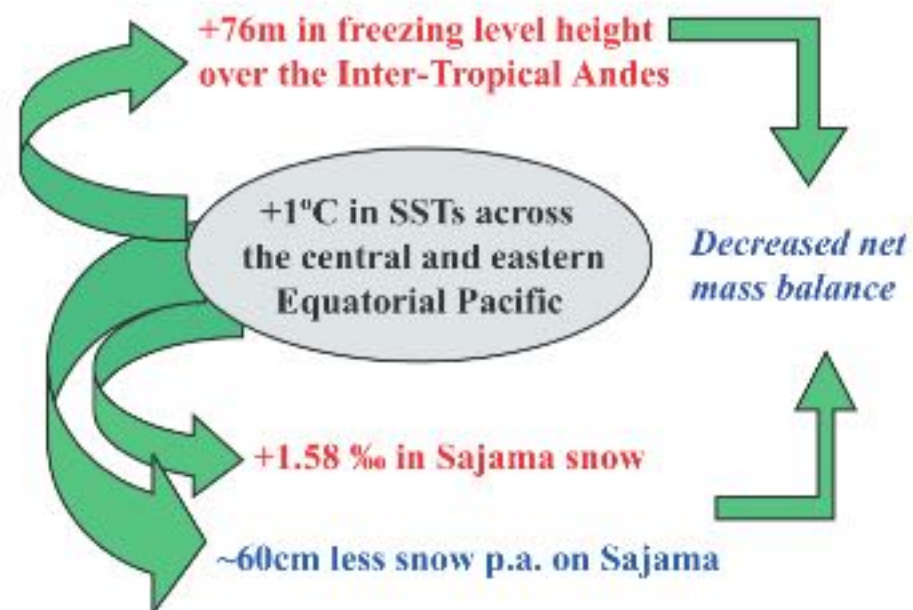 +76m in freezing level height
over the Inter-Tropical Andes
+1ºC in SSTs across
the central and eastern
Equatorial Pacific
Decreased net
mass balance
+1.58 ‰ in Sajama snow
~60cm less snow p.a. on Sajama